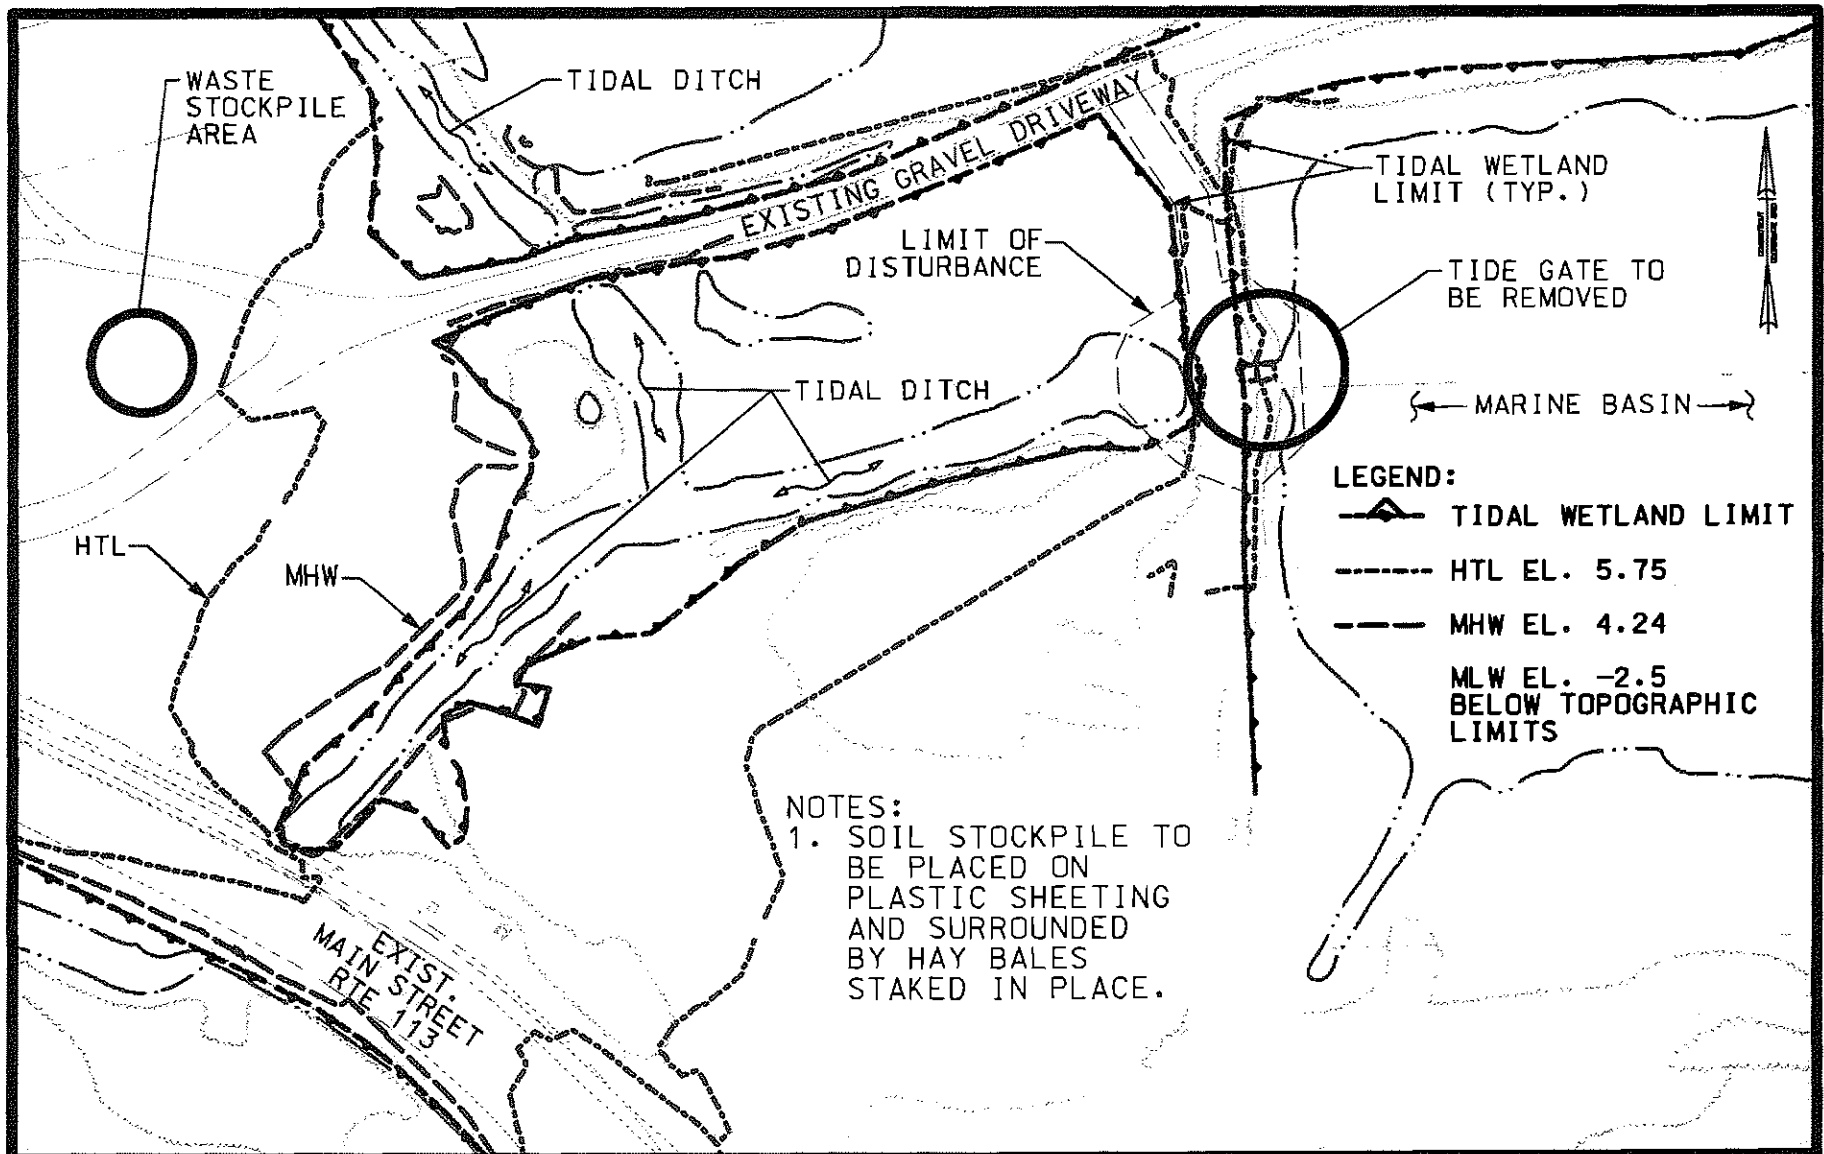 WASTE
STOCKPILE
AREA
TIDAL DITCH
EXISTING GRAVEL DRIVEWAY
TIDAL WETLAND
LIMIT (TYP.)
LIMIT OF
DISTURBANCE
TIDE GATE TO
BE REMOVED
TIDAL DITCH
MARINE BASIN
HTL
MHW
LEGEND:
TIDAL WETLAND LIMIT
HTL EL. 5.75
MHW EL. 4.24
MLW EL. -2.5
BELOW TOPOGRAPHIC
LIMITS
NOTES:
1. SOIL STOCKPILE TO
BE PLACED ON
PLASTIC SHEETING
AND SURROUNDED
BY HAY BALES
STAKED IN PLACE.
EXIST.
MAIN STREET
RTE 113